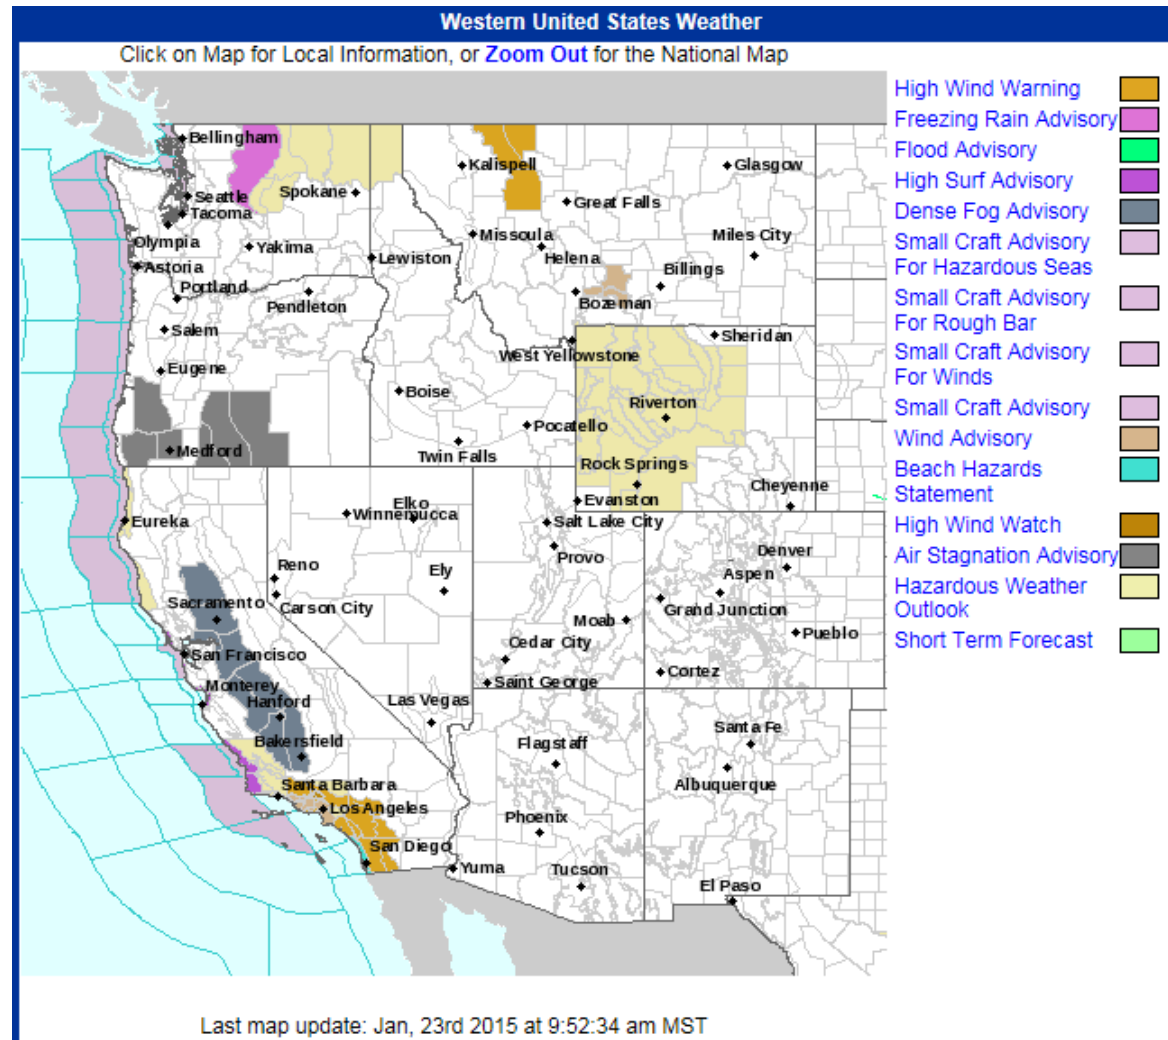 Western United States Weather
Click on Map for Local Information, or Zoom Out for the National Map
High Wind Warning
Freezing Rain Advisory
Flood Advisory
High Surf Advisory
Dense Fog Advisory
Small Craft Advisory
For Hazardous Seas
Small Craft Advisory
For Rough Bar
Small Craft Advisory
For Winds
Small Craft Advisory
Wind Advisory
Beach Hazards
Statement
High Wind Watch
Air Stagnation Advisory
Hazardous Weather
Outlook
Short Term Forecast
Bellingham
Kalispell
Glasgow
Spokane
Seattle
Great Falls
Tacoma
Olympia
Yakima
Missoula
Miles City
Helena
Lewiston
Astoria
Billings
Portland
Pendleton
Bozeman
Salem
Sheridan
West Yellowstone
Eugene
Boise
Riverton
Pocatello
Medford
Twin Falls
Rock Springs
Cheyenne
Evanston
Elko
Winnemucca
Eureka
Salt Lake City
Provo
Denver
Reno
Ely
Aspen
Sacramento
Carson City
Grand Junction
Moab
Pueblo
Cedar City
San Francisco
Cortez
Saint George
Monterey
Hanford
Las Vegas
Santa Fe
Bakersfield
Flagstaff
Albuquerque
Santa Barbara
Los Angeles
Phoenix
San Diego
Yuma
Tucson
El Paso
Last map update: Jan, 23rd 2015 at 9:52:34 am MST